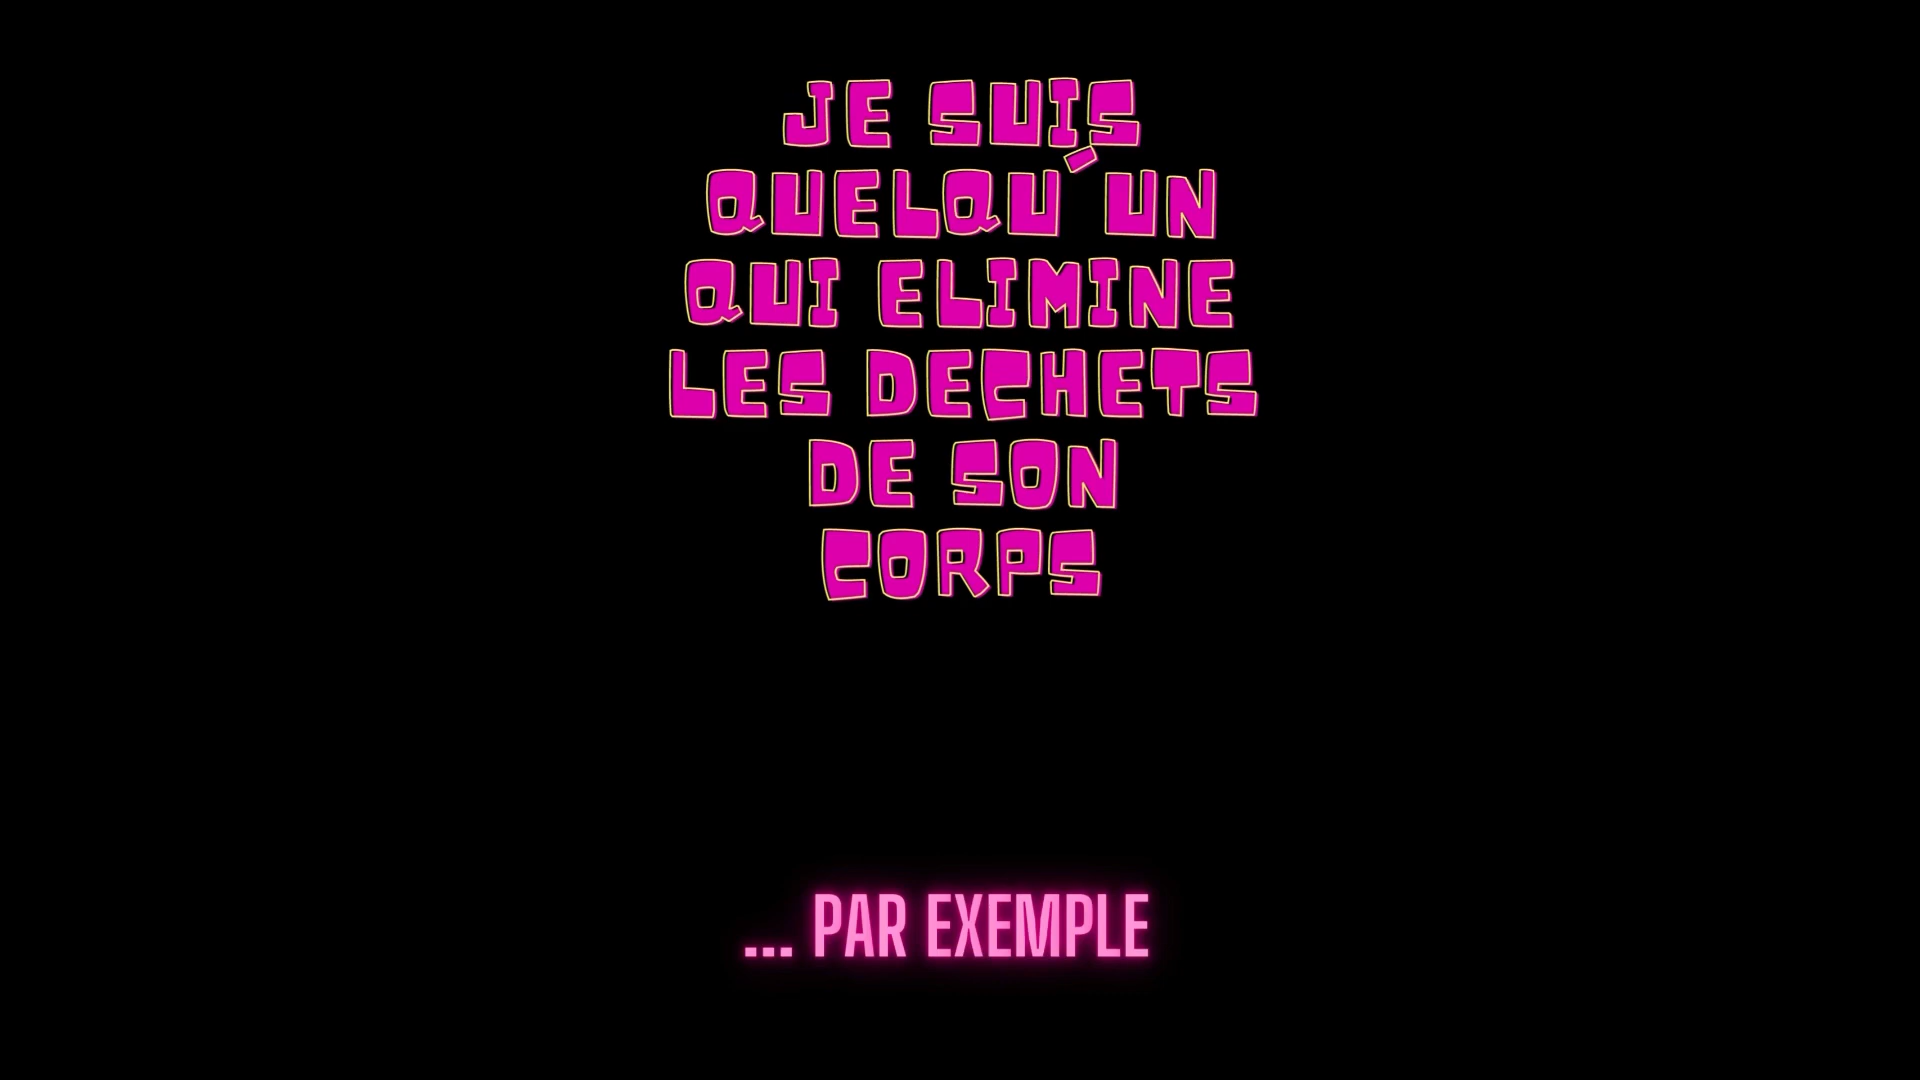 JE SUIS
QUELQU'UN
QUI ELIMINE
LES DECHETS
DE SON
CORPS
... PAR EXEMPLE